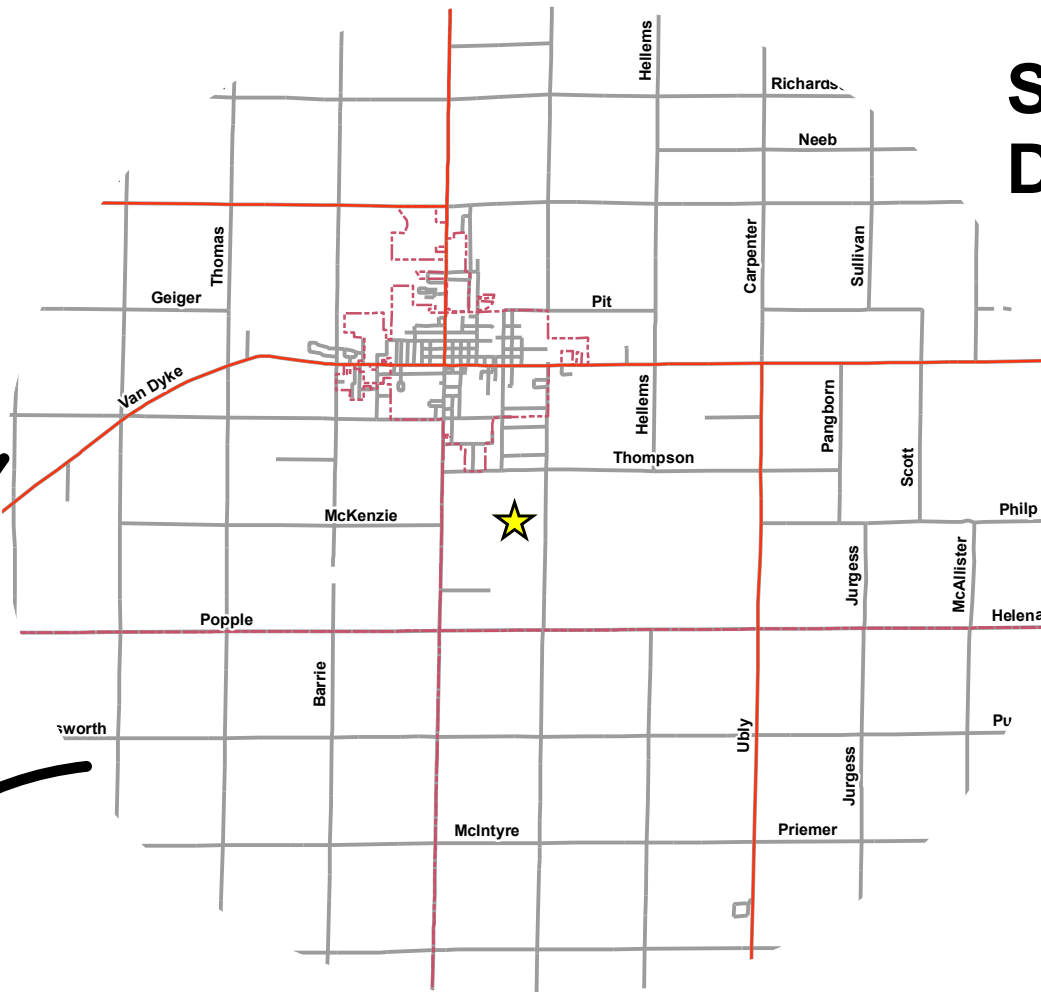 Hellems
S
Richards
Neeb
D
Thomas
Carpenter
Sullivan
Geiger
Pit
Van Dyke
Hellems
Pangborn
Thompson
Scott
McKenzie
Philp
Jurgess
McAllister
Popple
Helena
Barrie
sworth
Ubly
Pu
Jurgess
McIntyre
Priemer